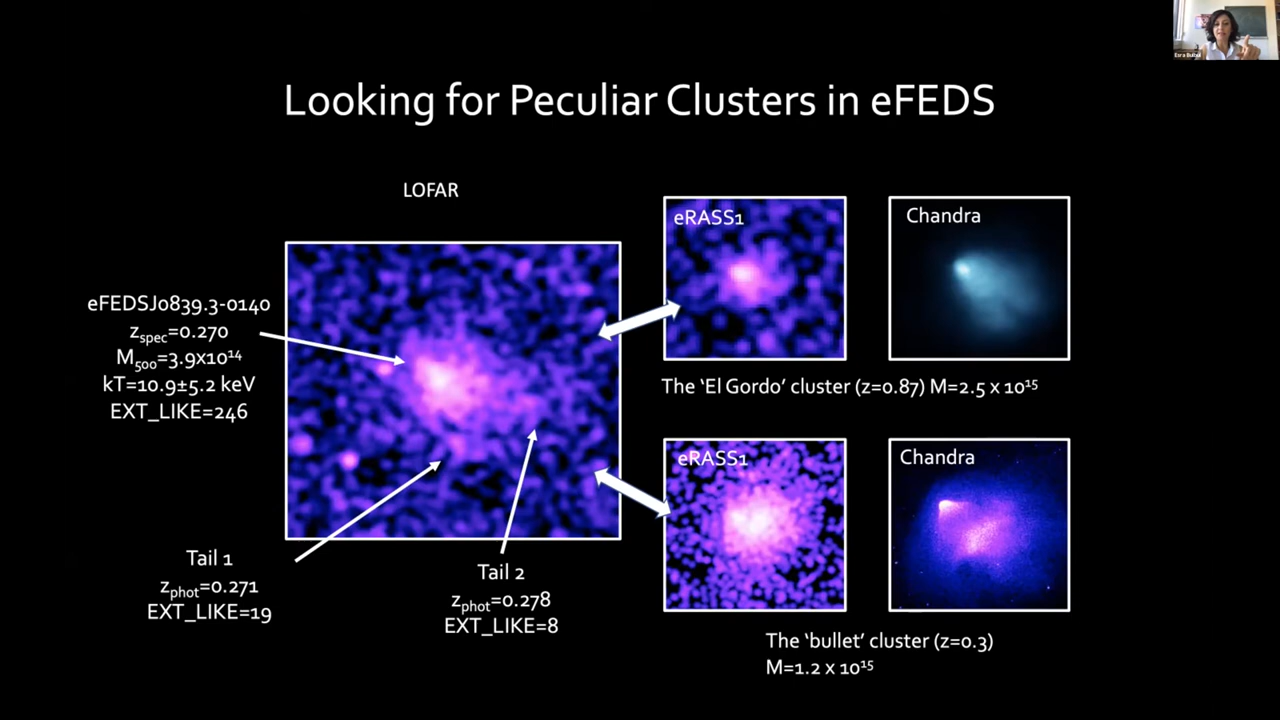 Looking for Peculiar Clusters in eFEDS
LOFAR
eFEDSJ0839.3-0140
zspec=0.270
M500=3.9x10¹⁴
kT=10.9±5.2 keV
EXT_LIKE=246
Tail 1
zphot=0.271
EXT_LIKE=19
Tail 2
zphot=0.278
EXT_LIKE=8
eRASS1
Chandra
The ‘El Gordo’ cluster (z=0.87) M=2.5 x 10¹⁵
eRASS1
Chandra
The ‘bullet’ cluster (z=0.3)
M=1.2 x 10¹⁵
Esra Bulbul